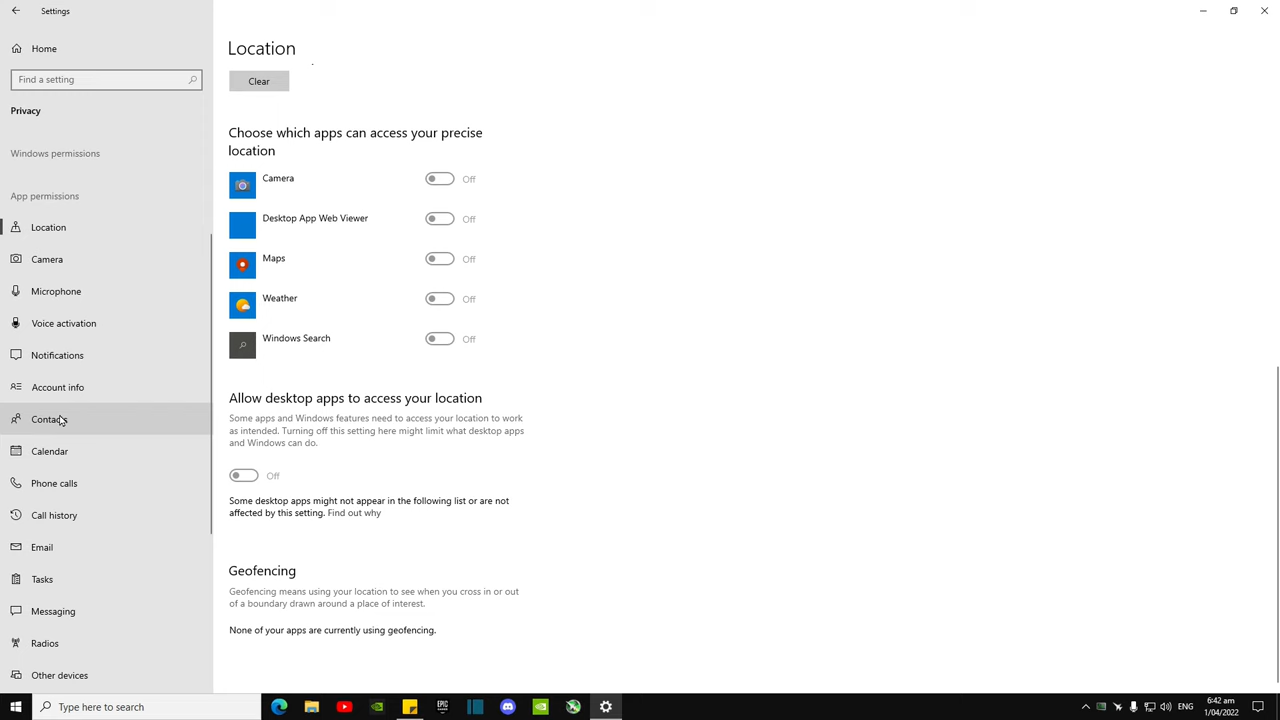 Settings
Home
Find a setting
Privacy
Windows permissions
App permissions
Location
Camera
Microphone
Voice activation
Notifications
Account info
Contacts
Calendar
Phone calls
Call history
Email
Tasks
Messaging
Radios
Other devices
Location
Clear
Choose which apps can access your precise
location
Camera Off
Desktop App Web Viewer Off
Maps Off
Weather Off
Windows Search Off
Allow desktop apps to access your location
Some apps and Windows features need to access your location to work
as intended. Turning off this setting here might limit what desktop apps
and Windows can do.
Off
Some desktop apps might not appear in the following list or are not
affected by this setting. Find out why
Geofencing
Geofencing means using your location to see when you cross in or out
of a boundary drawn around a place of interest.
None of your apps are currently using geofencing.
Type here to search
EPIC
GAMES
ENG
6:42 am
1/04/2022